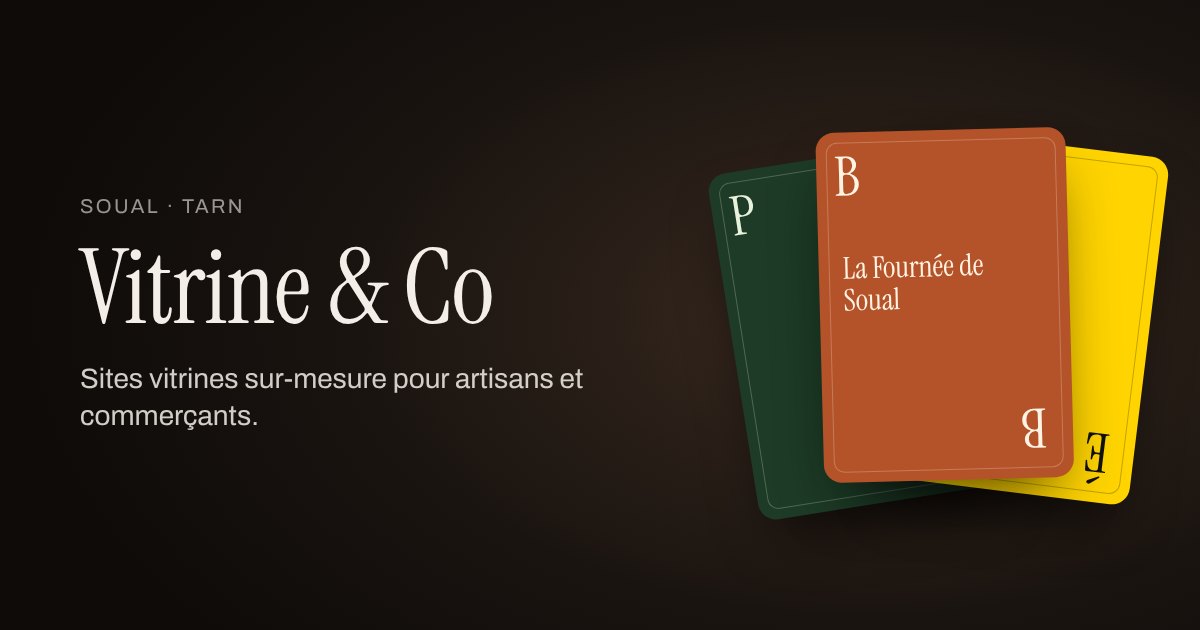 SOUAL · TARN
Vitrine & Co
Sites vitrines sur-mesure pour artisans et
commerçants.
P
B
La Fournée de
Soual
B
É